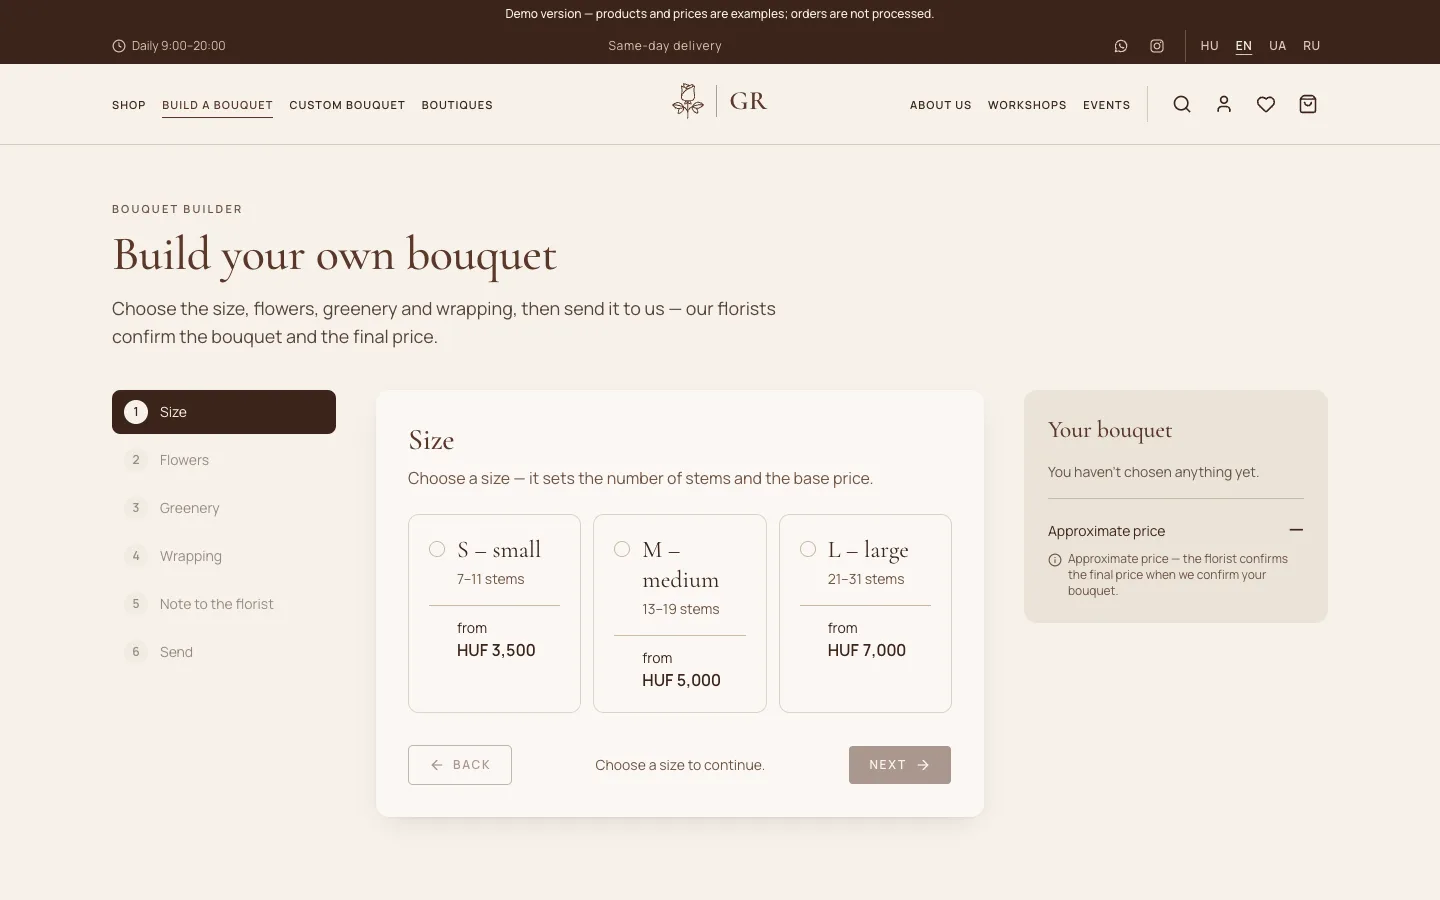 Demo version — products and prices are examples; orders are not processed.
Daily 9:00–20:00
Same-day delivery
HU EN UA RU
SHOP BUILD A BOUQUET CUSTOM BOUQUET BOUTIQUES
GR
ABOUT US WORKSHOPS EVENTS
BOUQUET BUILDER
Build your own bouquet
Choose the size, flowers, greenery and wrapping, then send it to us — our florists
confirm the bouquet and the final price.
1 Size
2 Flowers
3 Greenery
4 Wrapping
5 Note to the florist
6 Send
Size
Choose a size — it sets the number of stems and the base price.
S – small
7–11 stems
from
HUF 3,500
M –
medium
13–19 stems
from
HUF 5,000
L – large
21–31 stems
from
HUF 7,000
BACK
Choose a size to continue.
NEXT
Your bouquet
You haven't chosen anything yet.
Approximate price —
Approximate price — the florist confirms
the final price when we confirm your
bouquet.